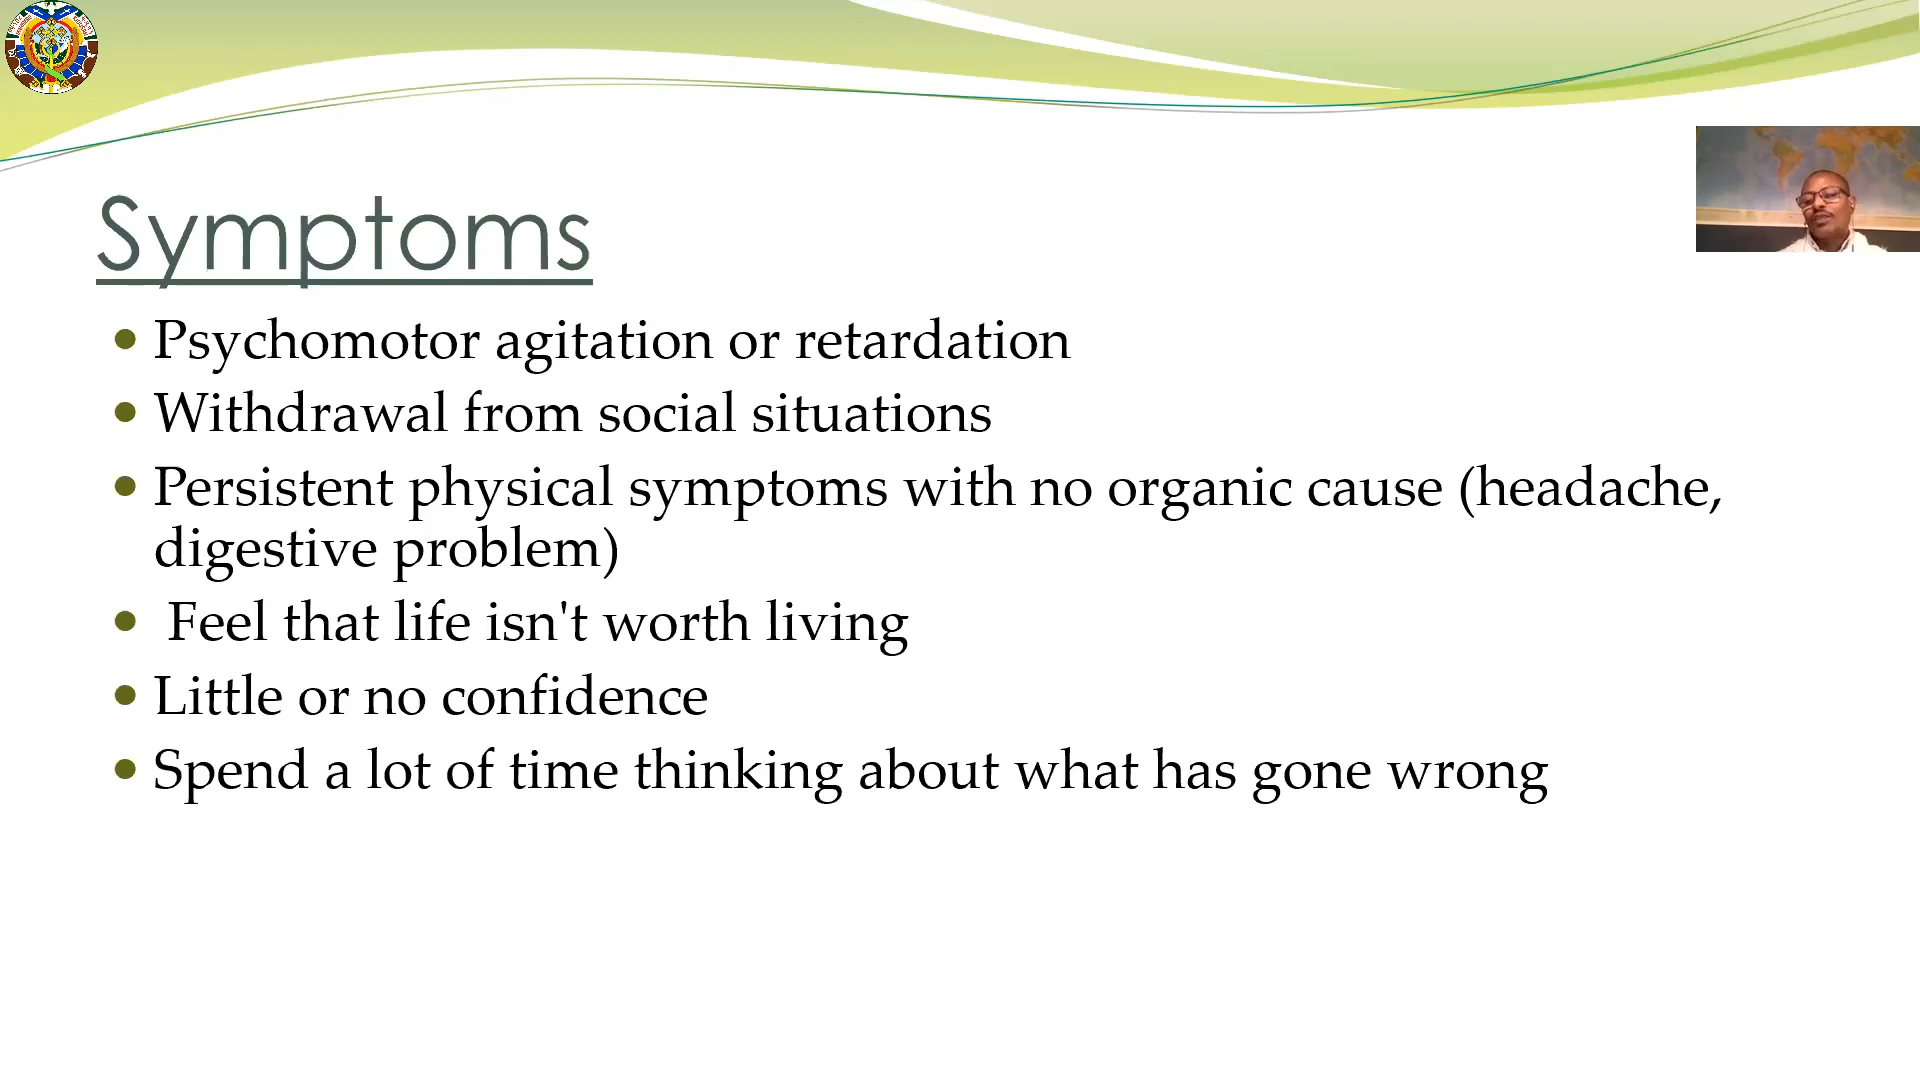 Symptoms
Psychomotor agitation or retardation
Withdrawal from social situations
Persistent physical symptoms with no organic cause (headache,
digestive problem)
Feel that life isn't worth living
Little or no confidence
Spend a lot of time thinking about what has gone wrong